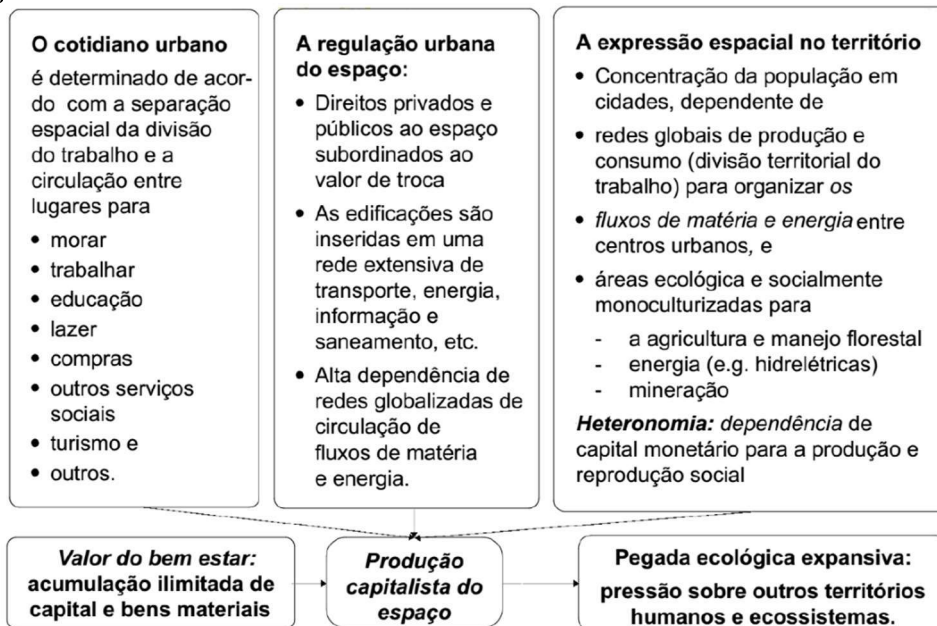 O cotidiano urbano
é determinado de acor-
do com a separação
espacial da divisão
do trabalho e a
circulação entre
lugares para
• morar
• trabalhar
• educação
• lazer
• compras
• outros serviços
sociais
• turismo e
• outros.
A regulação urbana
do espaço:
• Direitos privados e
públicos ao espaço
subordinados ao
valor de troca
• As edificações são
inseridas em uma
rede extensiva de
transporte, energia,
informação e
saneamento, etc.
• Alta dependência de
redes globalizadas de
circulação de
fluxos de matéria
e energia.
A expressão espacial no território
• Concentração da população em
cidades, dependente de
• redes globais de produção e
consumo (divisão territorial do
trabalho) para organizar os
• fluxos de matéria e energia entre
centros urbanos, e
• áreas ecológica e socialmente
monoculturizadas para
- a agricultura e manejo florestal
- energia (e.g. hidrelétricas)
- mineração
Heteronomia: dependência de
capital monetário para a produção e
reprodução social
Valor do bem estar:
acumulação ilimitada de
capital e bens materiais
Produção
capitalista do
espaço
Pegada ecológica expansiva:
pressão sobre outros territórios
humanos e ecossistemas.